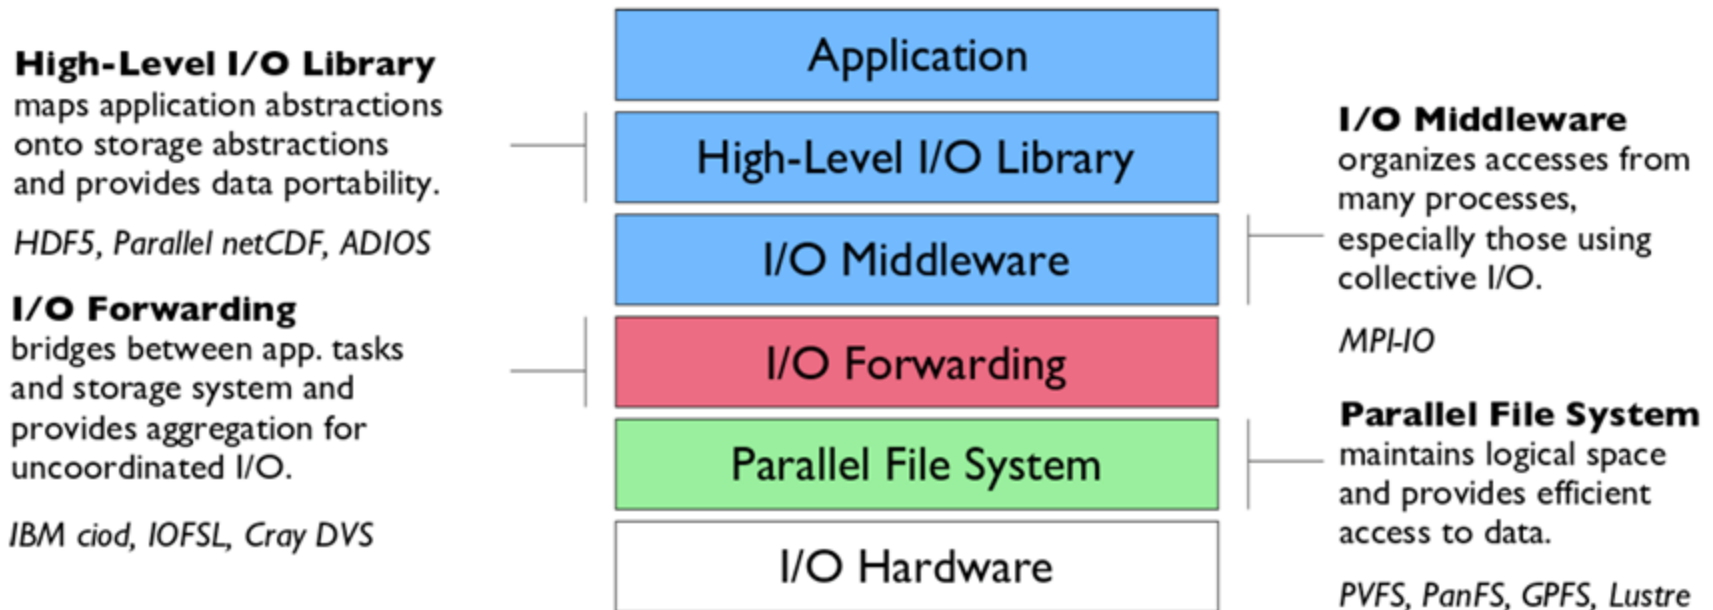 High-Level I/O Library
maps application abstractions
onto storage abstractions
and provides data portability.
HDF5, Parallel netCDF, ADIOS
I/O Forwarding
bridges between app. tasks
and storage system and
provides aggregation for
uncoordinated I/O.
IBM ciod, IOFSL, Cray DVS
Application
High-Level I/O Library
I/O Middleware
I/O Forwarding
Parallel File System
I/O Hardware
I/O Middleware
organizes accesses from
many processes,
especially those using
collective I/O.
MPI-IO
Parallel File System
maintains logical space
and provides efficient
access to data.
PVFS, PanFS, GPFS, Lustre